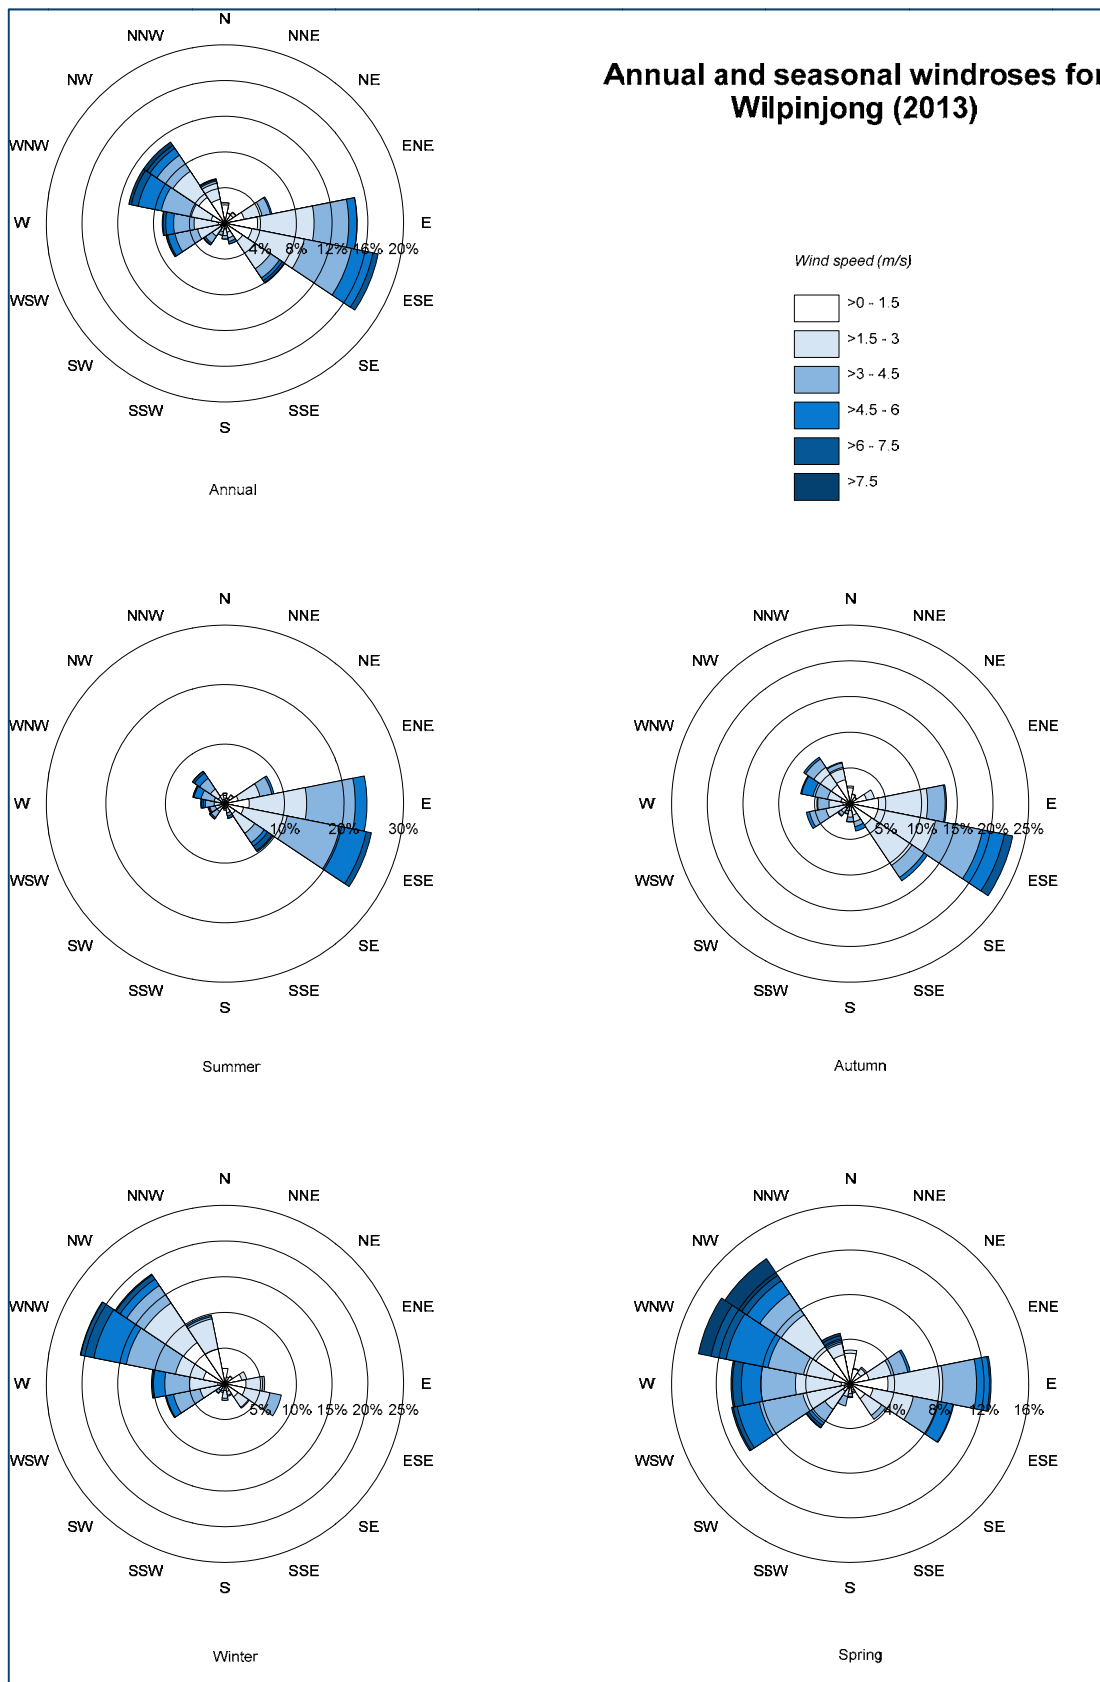 Annual and seasonal windroses for
Wilpinjong (2013)
Wind speed (m/s)
>0 - 1.5
>1.5 - 3
>3 - 4.5
>4.5 - 6
>6 - 7.5
>7.5
N
NNW NNE
NW NE
WNW ENE
W E
4% 8% 12% 16% 20%
WSW ESE
SW SE
SSW SSE
S
Annual
N
NNW NNE
NW NE
WNW ENE
W E
10% 20% 30%
WSW ESE
SW SE
SSW SSE
S
Summer
N
NNW NNE
NW NE
WNW ENE
W E
5% 10% 15% 20% 25%
WSW ESE
SW SE
SSW SSE
S
Autumn
N
NNW NNE
NW NE
WNW ENE
W E
5% 10% 15% 20% 25%
WSW ESE
SW SE
SSW SSE
S
Winter
N
NNW NNE
NW NE
WNW ENE
W E
4% 8% 12% 16%
WSW ESE
SW SE
SSW SSE
S
Spring